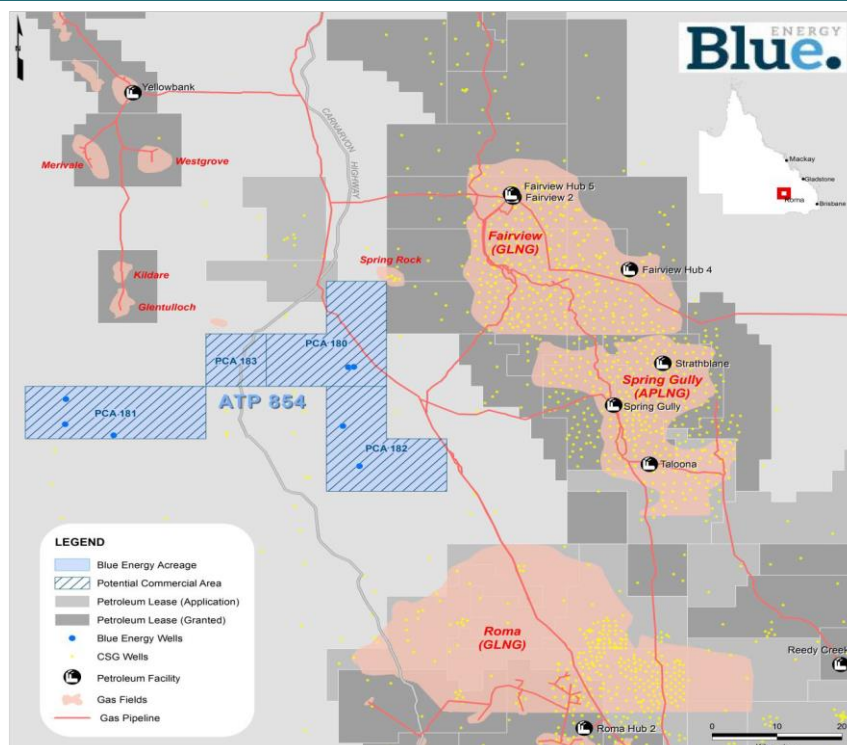 ENERGY
Blue.
N
Yellowbank
CARNARVON
HIGHWAY
Merivale
Westgrove
Mackay
Gladstone
Roma
Brisbane
Fairview Hub 5
Fairview 2
Fairview
(GLNG)
Spring Rock
Fairview Hub 4
Kildare
Glentulloch
PCA 180
PCA 183
Strathblane
Spring Gully
(APLNG)
ATP 854
PCA 181
Spring Gully
PCA 182
Taloona
LEGEND
Blue Energy Acreage
Potential Commercial Area
Petroleum Lease (Application)
Petroleum Lease (Granted)
Blue Energy Wells
CSG Wells
Petroleum Facility
Gas Fields
Gas Pipeline
Roma
(GLNG)
Reedy Creek
Roma Hub 2
0 10 20